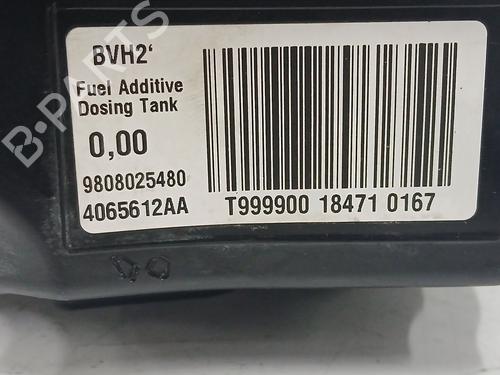 BVH2‘
Fuel Additive
Dosing Tank
0,00
9808025480
4065612AA
T999900 18471 0167
B-PARTS